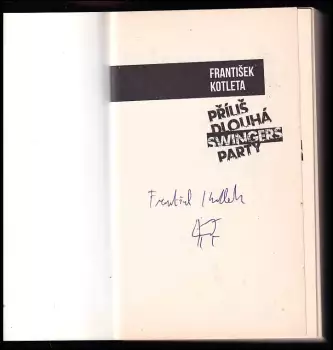 FRANTIŠEK
KOTLETA
PŘÍLIŠ
DLOUHÁ
SWINGERS
PARTY
František Kotleta